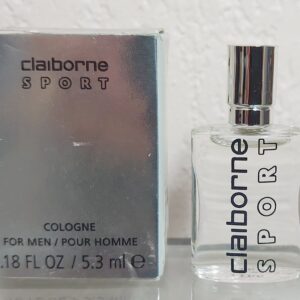 claiborne
SPORT
COLOGNE
FOR MEN / POUR HOMME
.18 FL OZ / 5.3 ml ℮
claiborne
SPORT